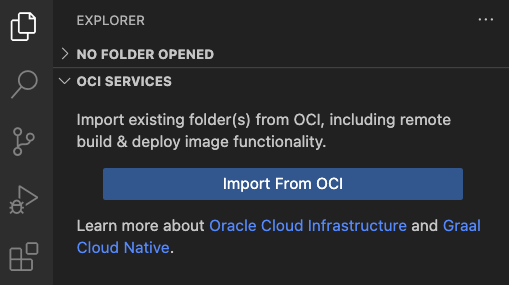 EXPLORER
NO FOLDER OPENED
OCI SERVICES
Import existing folder(s) from OCI, including remote
build & deploy image functionality.
Import From OCI
Learn more about Oracle Cloud Infrastructure and Graal
Cloud Native.